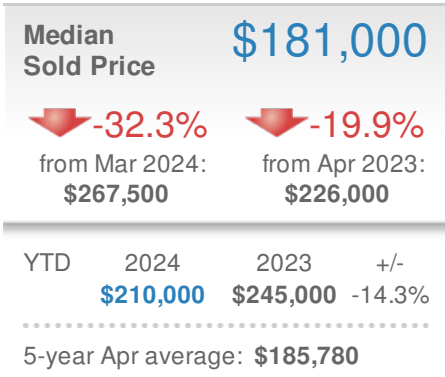 Median $181,000
Sold Price
-32.3% -19.9%
from Mar 2024: from Apr 2023:
$267,500 $226,000
YTD 2024 2023 +/-
$210,000 $245,000 -14.3%
5-year Apr average: $185,780